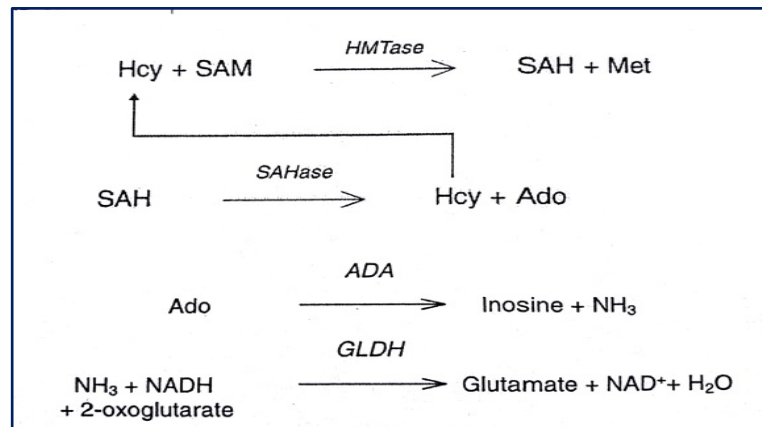 HMTase
Hcy + SAM SAH + Met
SAHase
SAH Hcy + Ado
ADA
Ado Inosine + NH₃
GLDH
NH₃ + NADH Glutamate + NAD⁺+ H₂O
+ 2-oxoglutarate